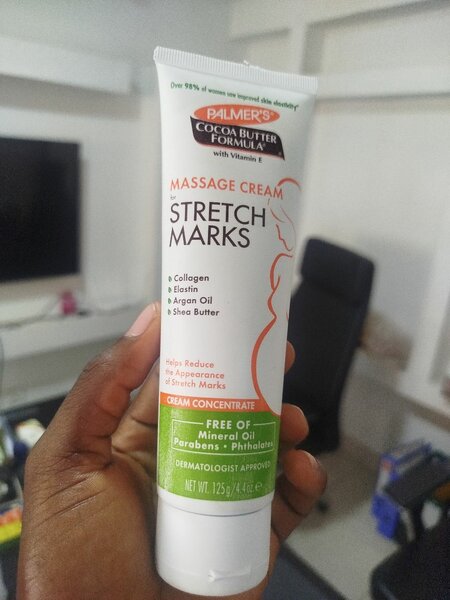 Over 98% of women saw improved skin elasticity*
PALMER'S®
COCOA BUTTER
FORMULA®
with Vitamin E
MASSAGE CREAM
for
STRETCH
MARKS
Collagen
Elastin
Argan Oil
Shea Butter
Helps Reduce
the Appearance
of Stretch Marks
CREAM CONCENTRATE
FREE OF
Mineral Oil
Parabens • Phthalates
DERMATOLOGIST APPROVED
NET WT. 125g/4.4oz. e